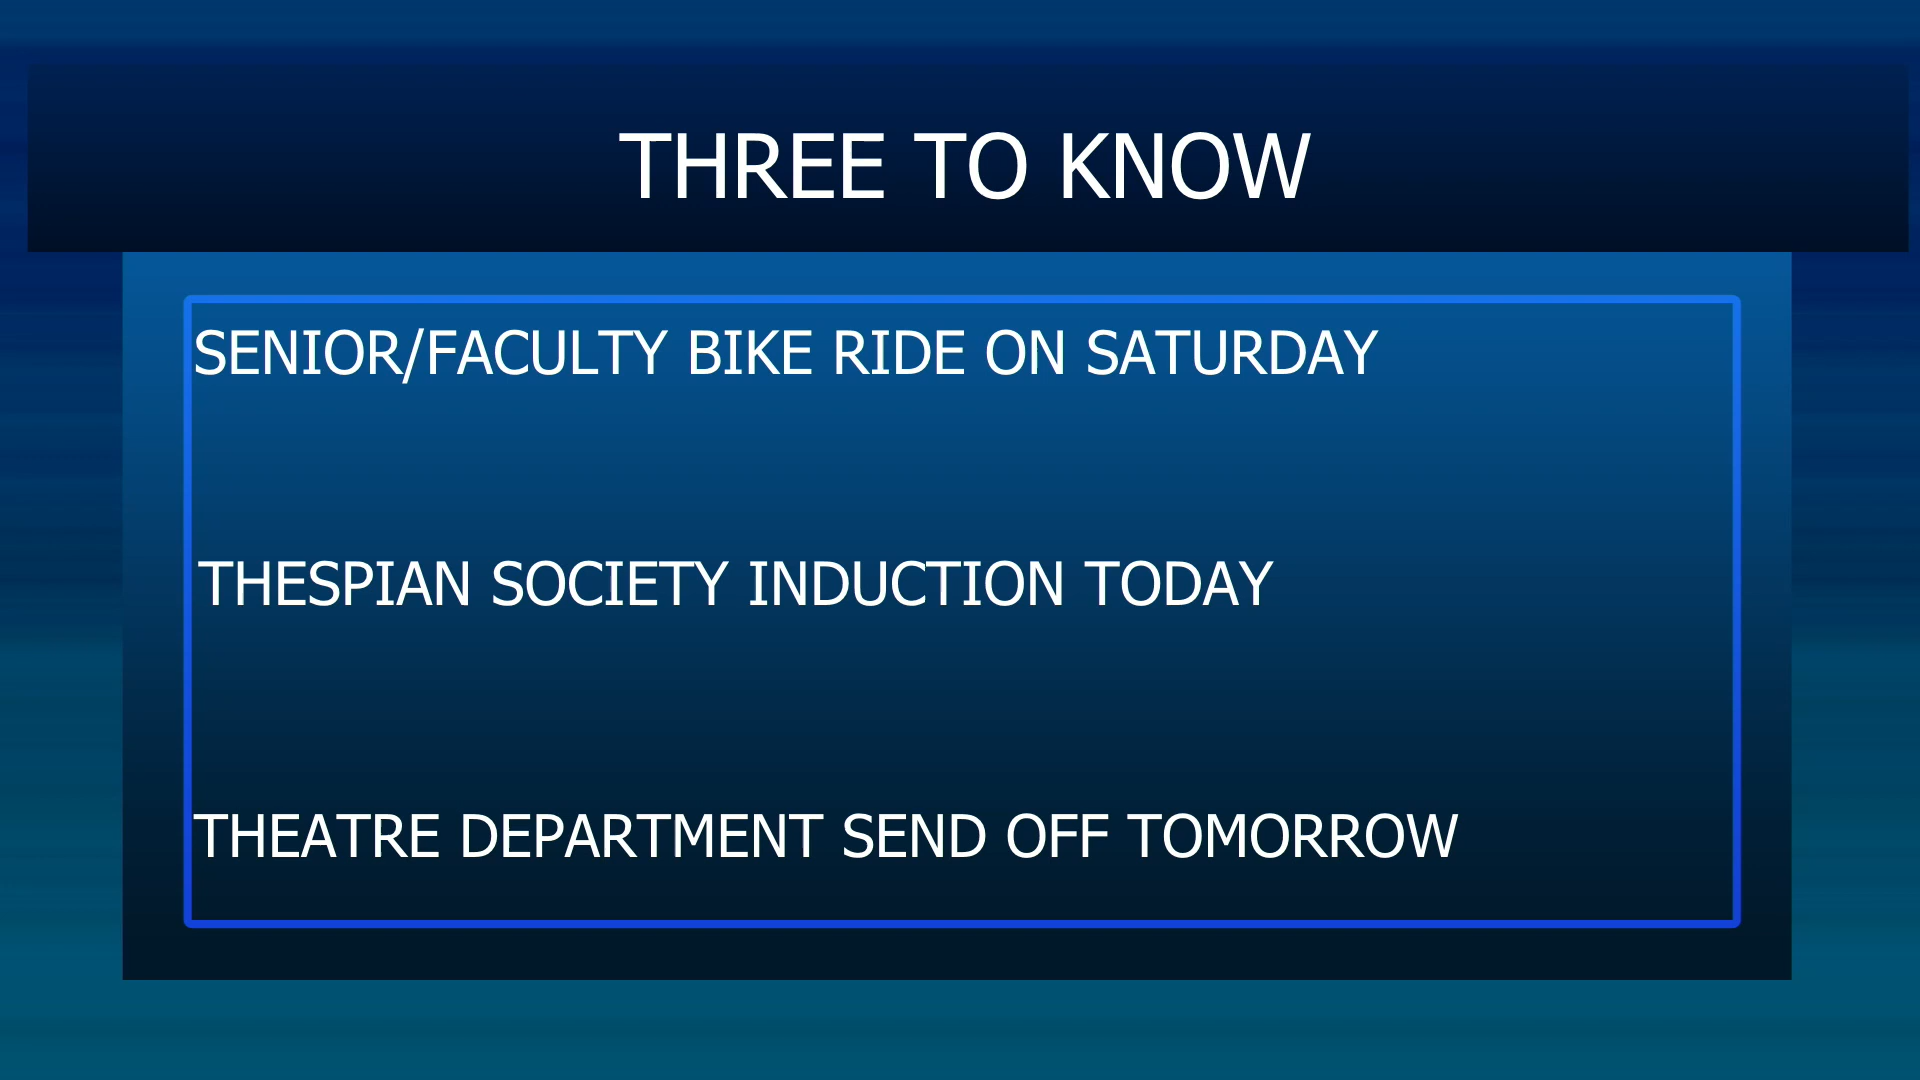 THREE TO KNOW
SENIOR/FACULTY BIKE RIDE ON SATURDAY
THESPIAN SOCIETY INDUCTION TODAY
THEATRE DEPARTMENT SEND OFF TOMORROW